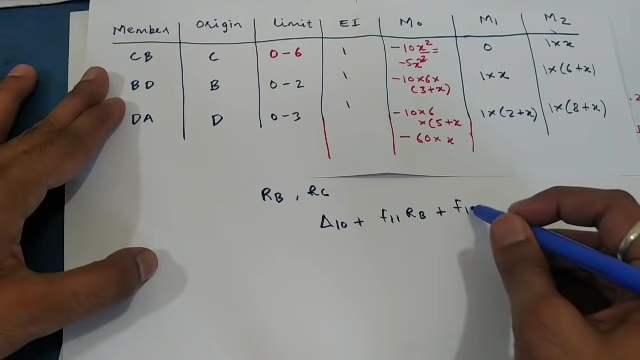 Member Origin Limit EI M₀ M₁ M₂
CB C 0-6 1 -10x²/2 = -5x² 0 1×x
BD B 0-2 1 -10×6×(3+x) 1×x 1×(6+x)
DA D 0-3 1 -10×6×(5+x -60×x 1×(2+x) 1×(8+x)
RB, RC
Δ10 + f11 RB + f1